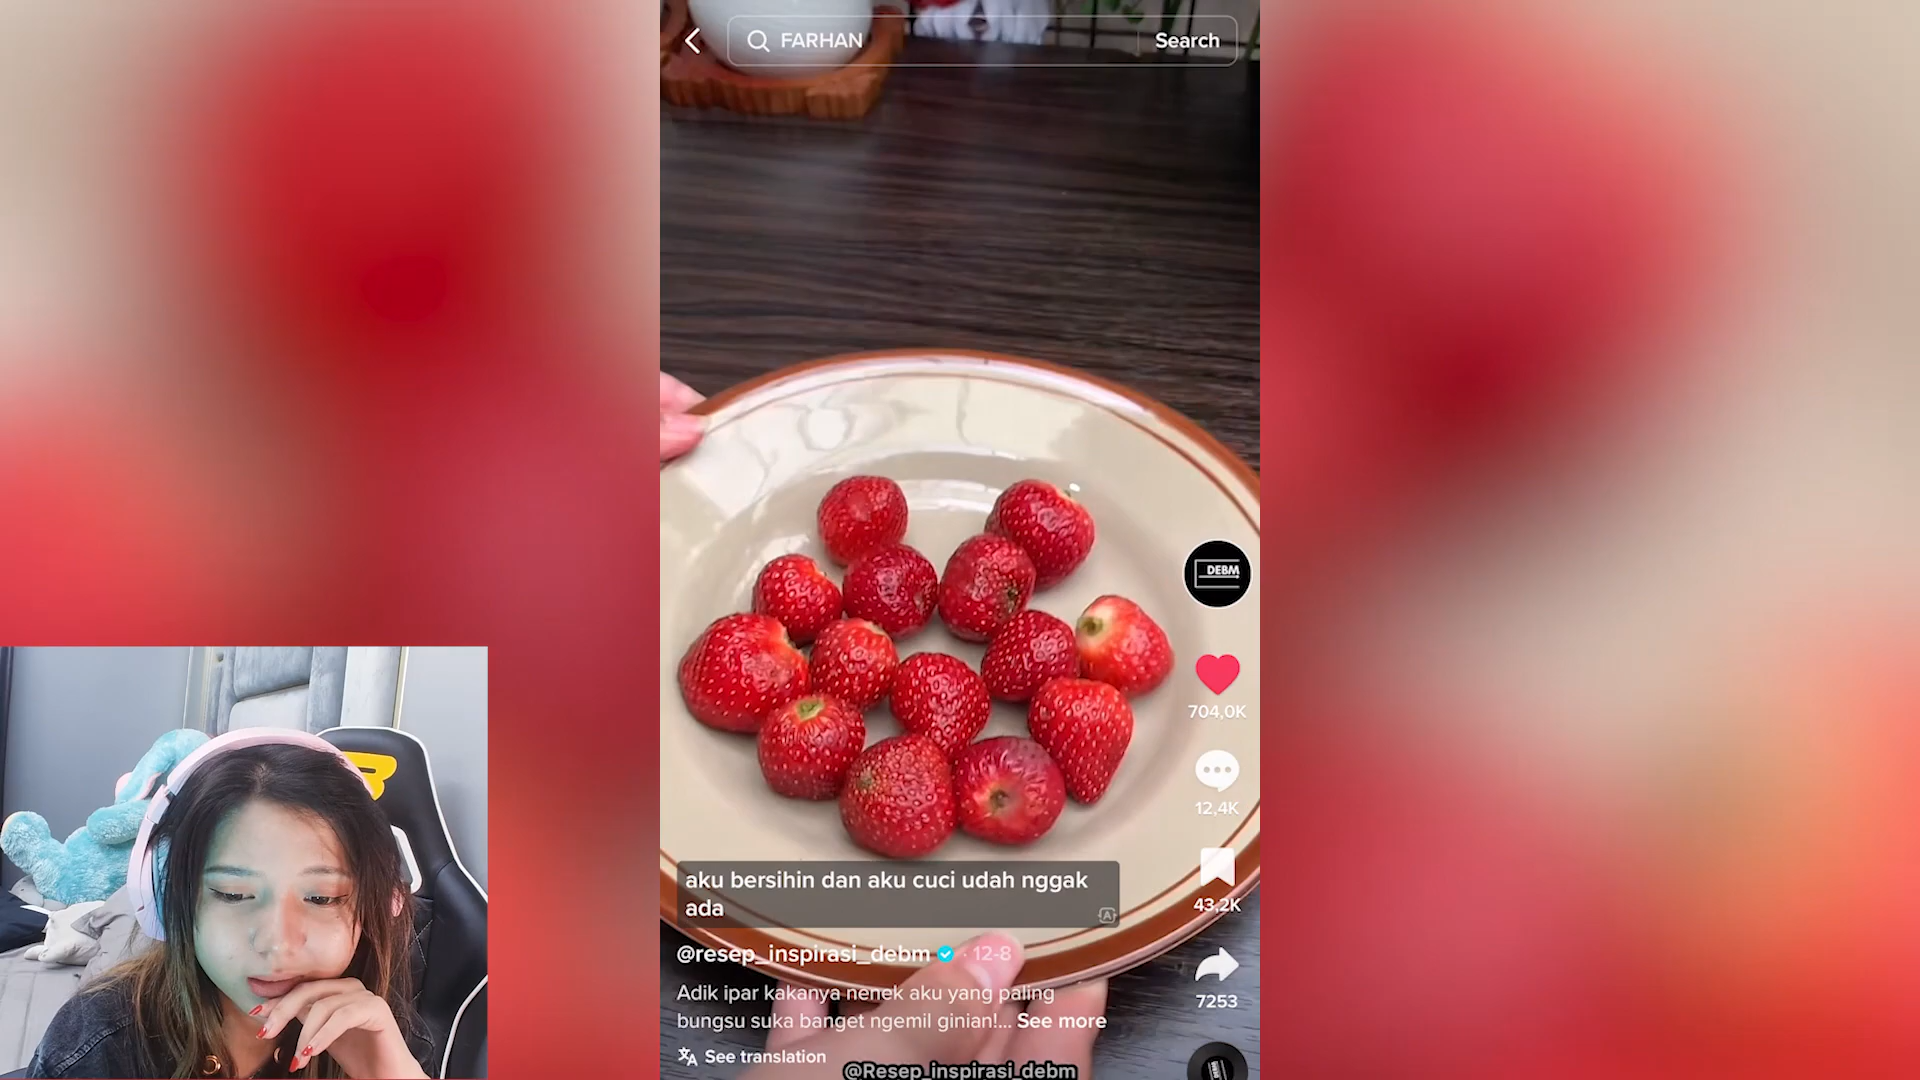 FARHAN
Search
DEBM
704,0K
12,4K
43,2K
7253
aku bersihin dan aku cuci udah nggak
ada
@resep_inspirasi_debm · 12-8
Adik ipar kakanya nenek aku yang paling
bungsu suka banget ngemil ginian!... See more
See translation
@Resep_inspirasi_debm